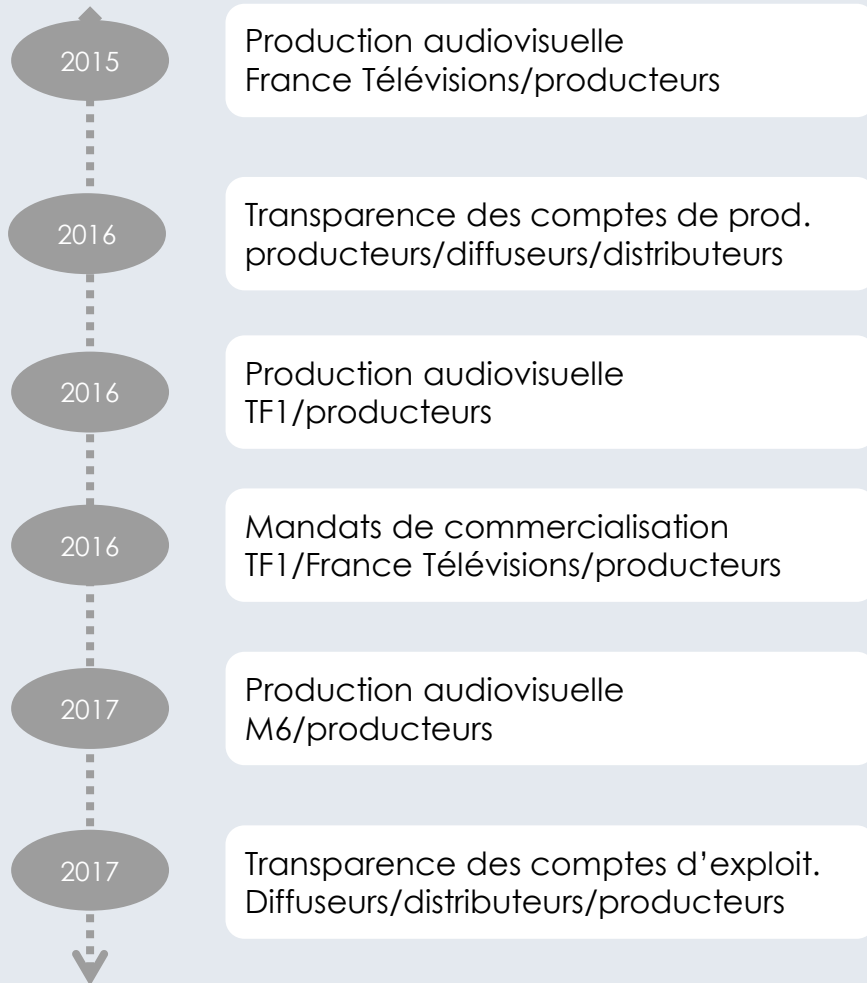 2015
Production audiovisuelle
France Télévisions/producteurs
2016
Transparence des comptes de prod.
producteurs/diffuseurs/distributeurs
2016
Production audiovisuelle
TF1/producteurs
2016
Mandats de commercialisation
TF1/France Télévisions/producteurs
2017
Production audiovisuelle
M6/producteurs
2017
Transparence des comptes d’exploit.
Diffuseurs/distributeurs/producteurs